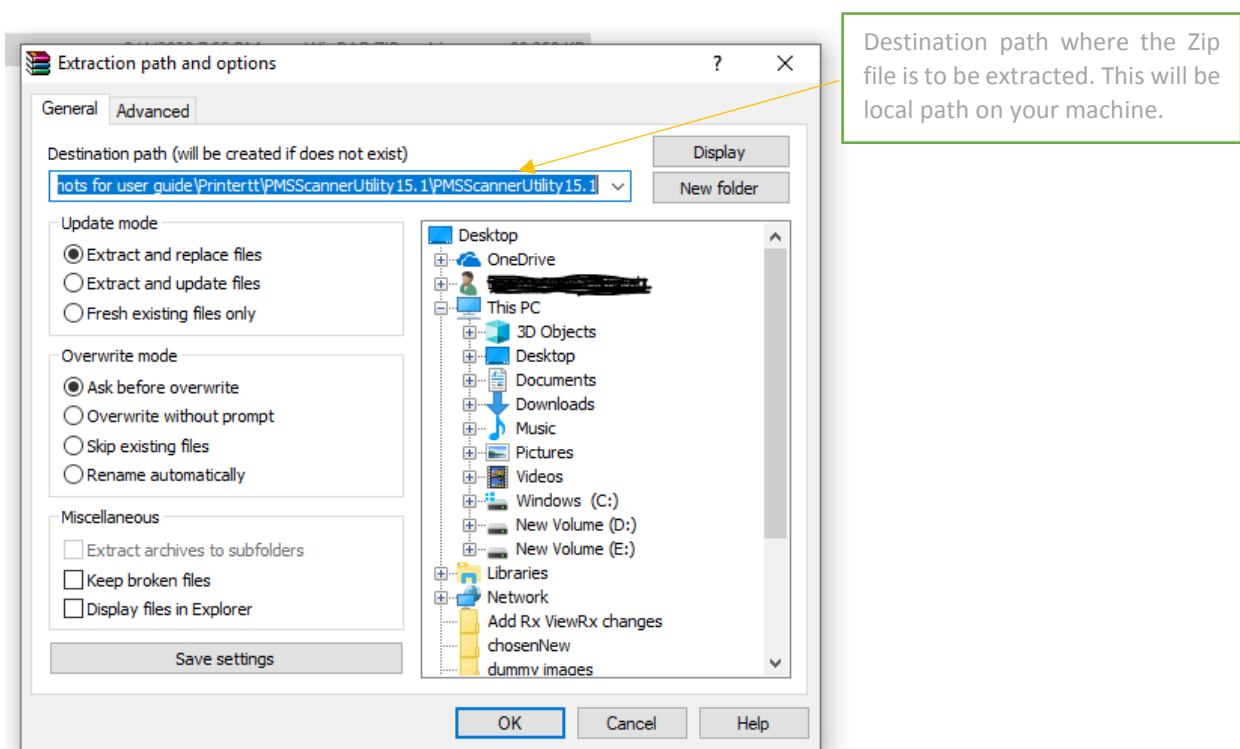 Extraction path and options
?
General
Advanced
Destination path (will be created if does not exist)
Display
nots for user guide\Printertt\PMSScannerUtility15.1\PMSScannerUtility15.1
New folder
Update mode
Extract and replace files
Extract and update files
Fresh existing files only
Overwrite mode
Ask before overwrite
Overwrite without prompt
Skip existing files
Rename automatically
Miscellaneous
Extract archives to subfolders
Keep broken files
Display files in Explorer
Save settings
Desktop
OneDrive
This PC
3D Objects
Desktop
Documents
Downloads
Music
Pictures
Videos
Windows (C:)
New Volume (D:)
New Volume (E:)
Libraries
Network
Add Rx ViewRx changes
chosenNew
dummy images
OK
Cancel
Help
Destination path where the Zip
file is to be extracted. This will be
local path on your machine.